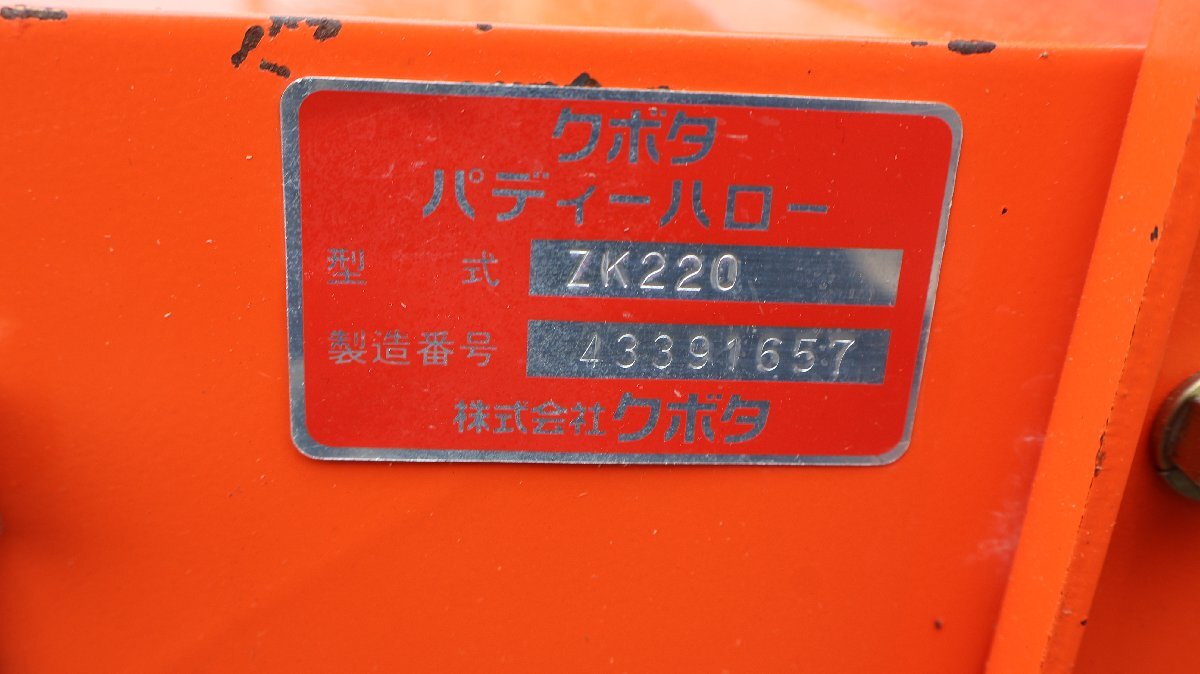 クボタ
パディーハロー
型式 ZK220
製造番号 43391657
株式会社クボタ